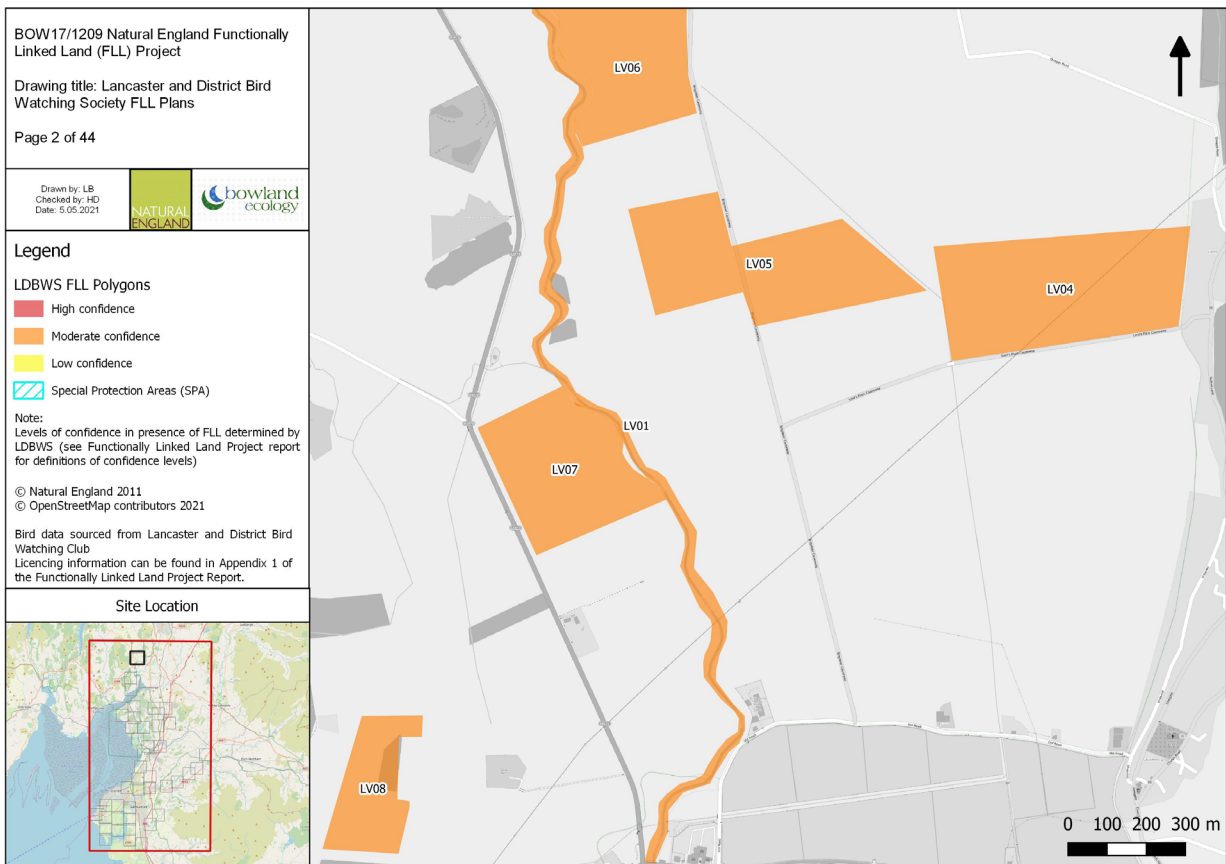 BOW17/1209 Natural England Functionally
Linked Land (FLL) Project
Drawing title: Lancaster and District Bird
Watching Society FLL Plans
Page 2 of 44
Drawn by: LB
Checked by: HD
Date: 5.05.2021
NATURAL
ENGLAND
bowland
ecology
Legend
LDBWS FLL Polygons
High confidence
Moderate confidence
Low confidence
Special Protection Areas (SPA)
Note:
Levels of confidence in presence of FLL determined by
LDBWS (see Functionally Linked Land Project report
for definitions of confidence levels)
© Natural England 2011
© OpenStreetMap contributors 2021
Bird data sourced from Lancaster and District Bird
Watching Club
Licencing information can be found in Appendix 1 of
the Functionally Linked Land Project Report.
Site Location
LV06
LV05
LV04
LV01
LV07
LV08
0 100 200 300 m